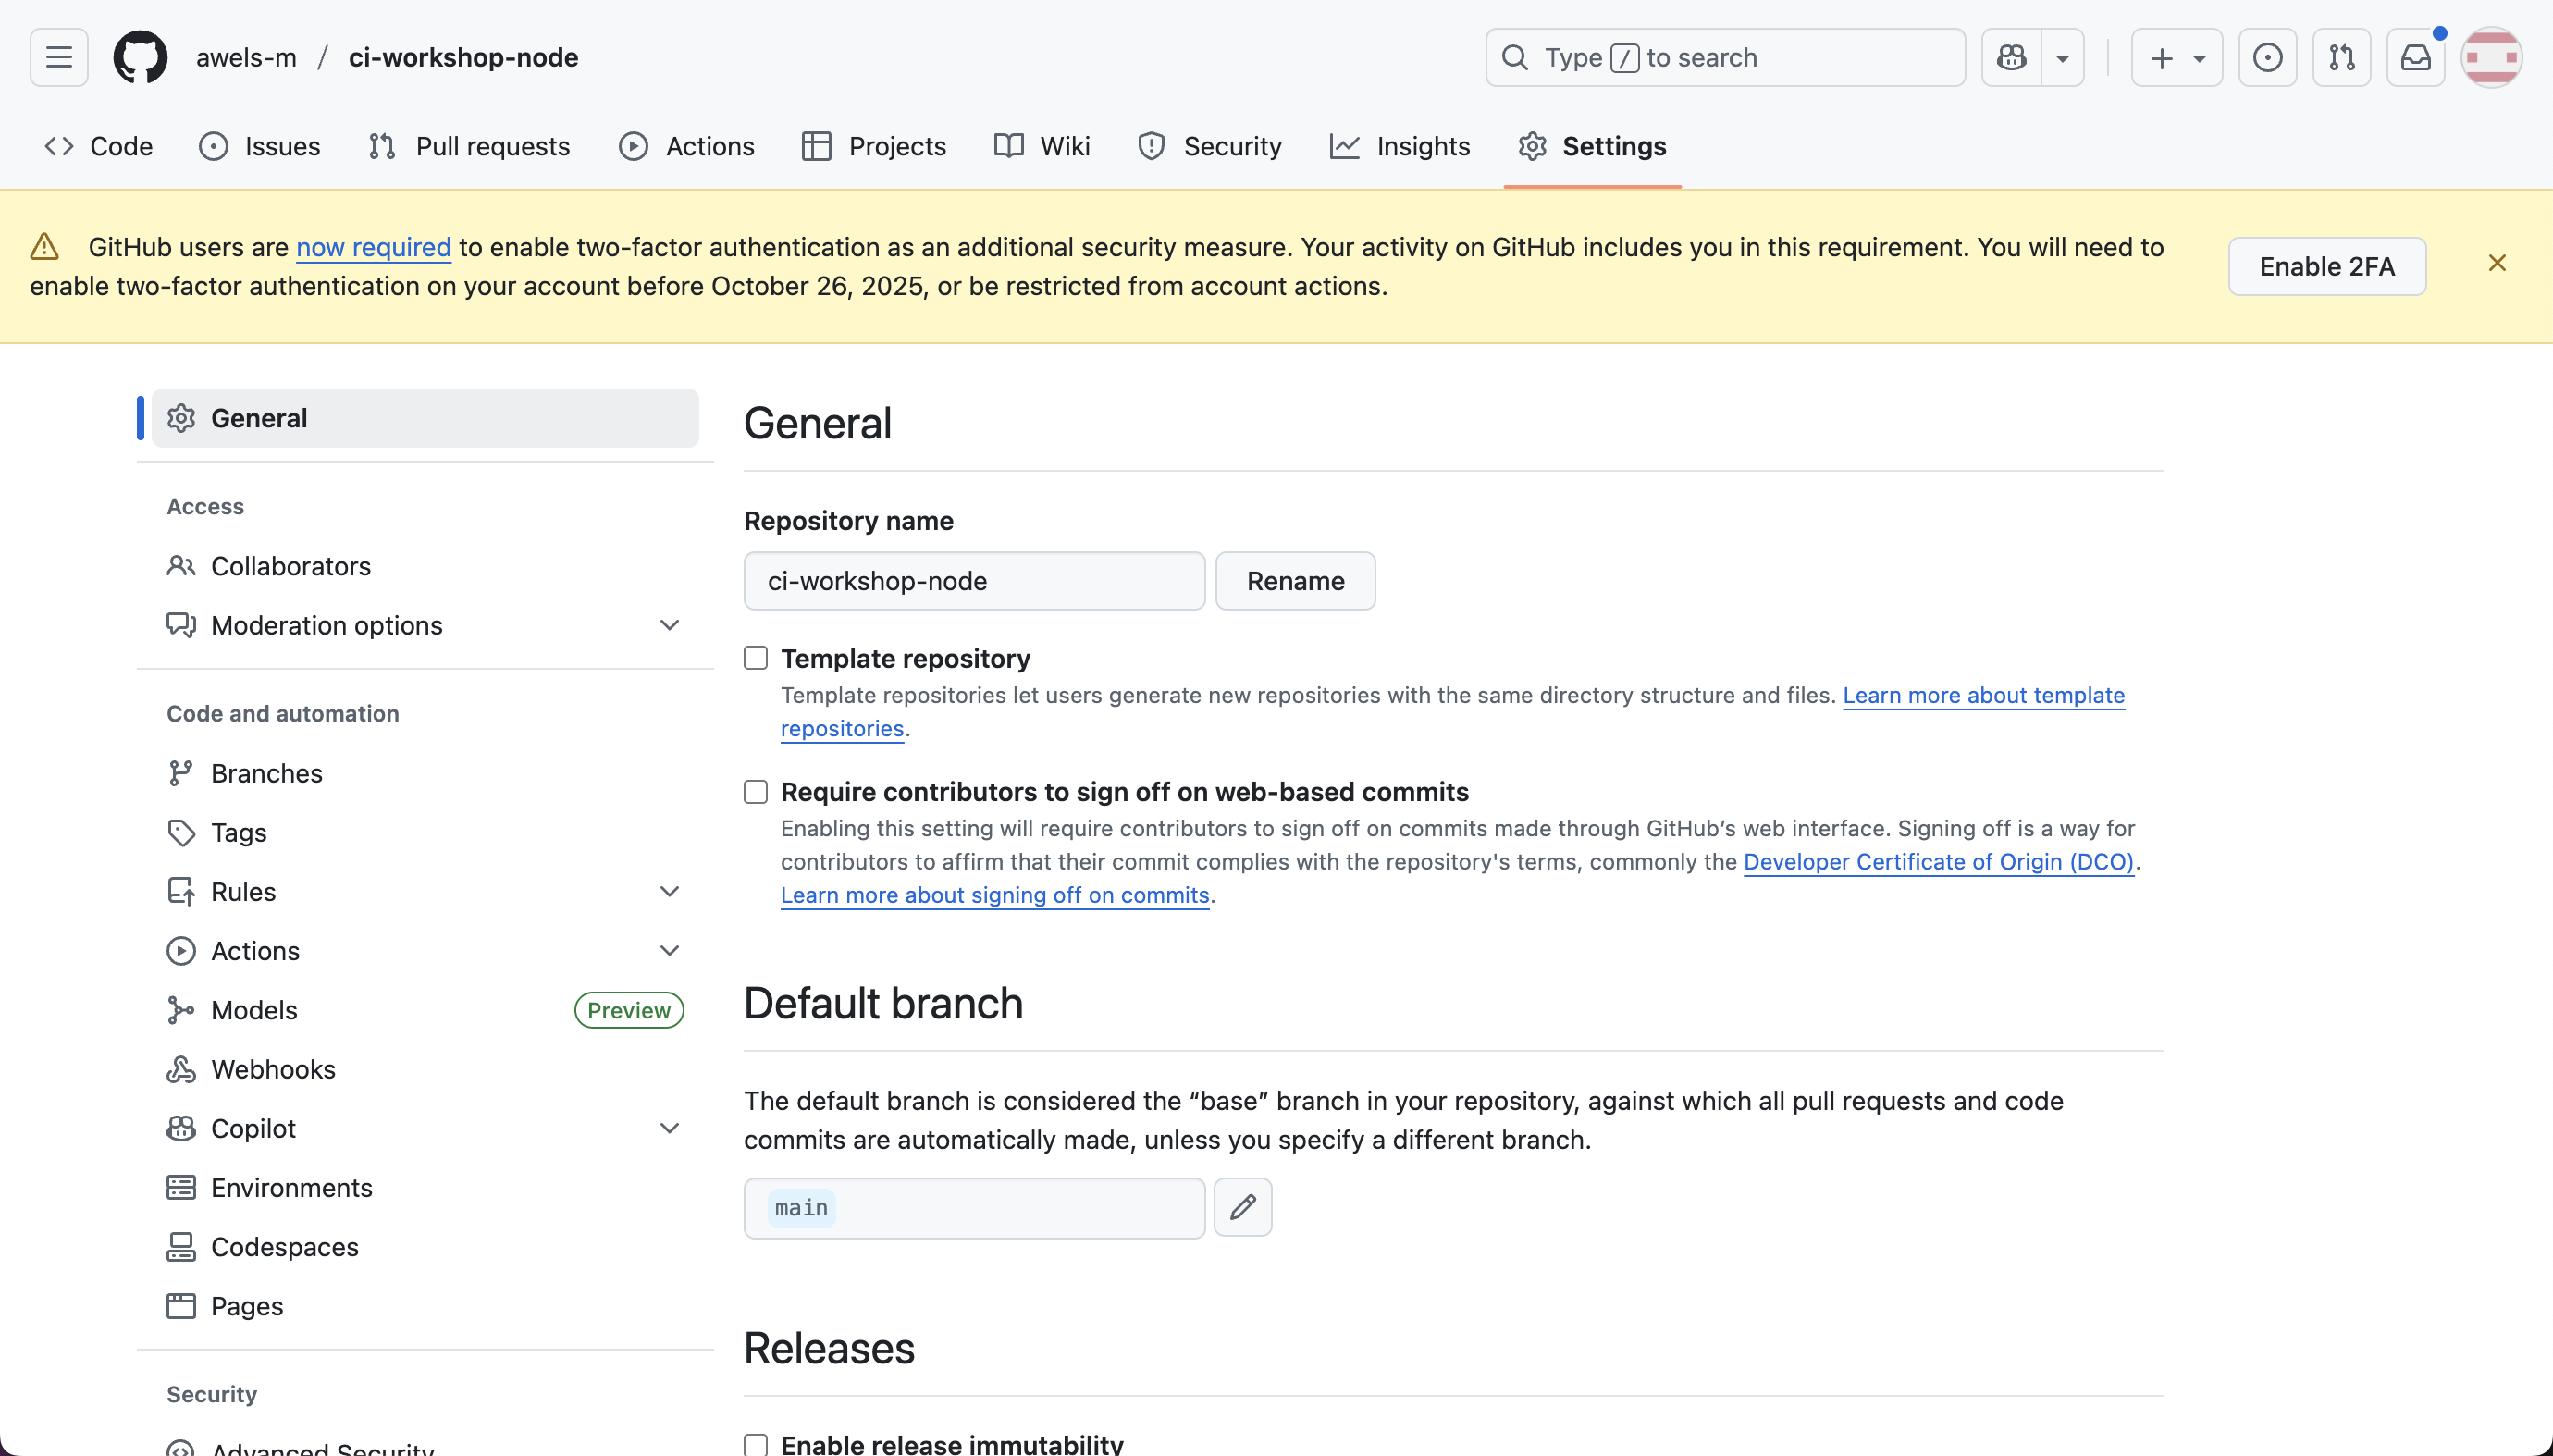 awels-m / ci-workshop-node
Type / to search
Code Issues Pull requests Actions Projects Wiki Security Insights Settings
GitHub users are now required to enable two-factor authentication as an additional security measure. Your activity on GitHub includes you in this requirement. You will need to
enable two-factor authentication on your account before October 26, 2025, or be restricted from account actions.
Enable 2FA
General
Access
Collaborators
Moderation options
Code and automation
Branches
Tags
Rules
Actions
Models Preview
Webhooks
Copilot
Environments
Codespaces
Pages
Security
Advanced Security
General
Repository name
ci-workshop-node Rename
Template repository
Template repositories let users generate new repositories with the same directory structure and files. Learn more about template
repositories.
Require contributors to sign off on web-based commits
Enabling this setting will require contributors to sign off on commits made through GitHub’s web interface. Signing off is a way for
contributors to affirm that their commit complies with the repository's terms, commonly the Developer Certificate of Origin (DCO).
Learn more about signing off on commits.
Default branch
The default branch is considered the “base” branch in your repository, against which all pull requests and code
commits are automatically made, unless you specify a different branch.
main
Releases
Enable release immutability